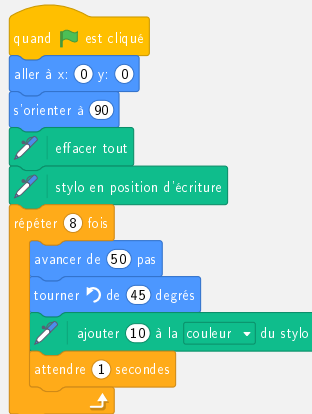 quand est cliqué
aller à x: 0 y: 0
s'orienter à 90
effacer tout
stylo en position d'écriture
répéter 8 fois
avancer de 50 pas
tourner de 45 degrés
ajouter 10 à la couleur du stylo
attendre 1 secondes